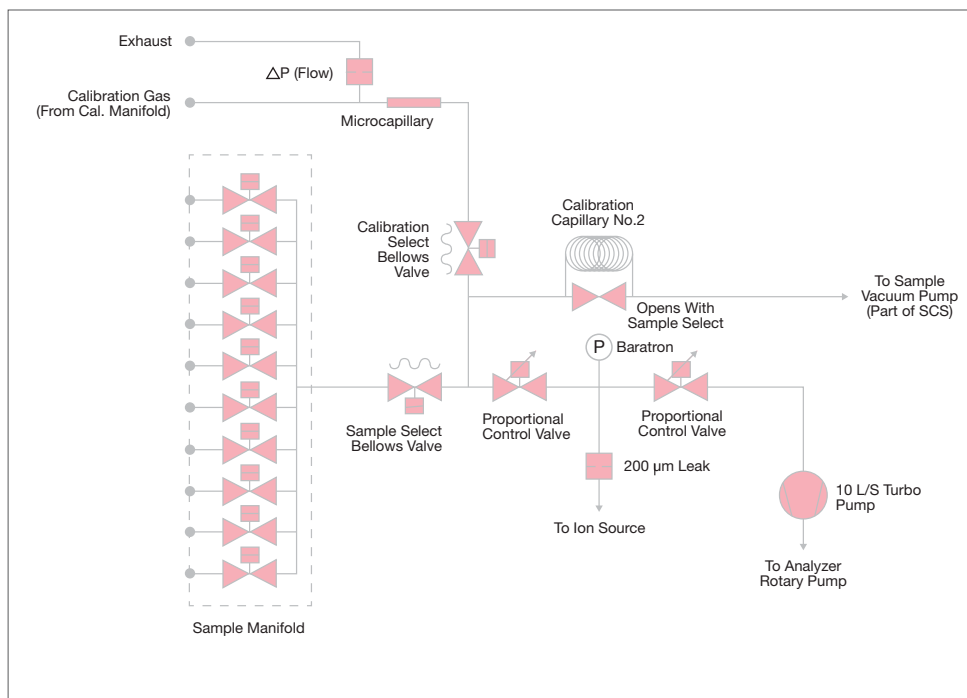 Exhaust
△P (Flow)
Calibration Gas
(From Cal. Manifold)
Microcapillary
Calibration
Select
Bellows
Valve
Calibration
Capillary No.2
To Sample
Vacuum Pump
(Part of SCS)
Opens With
Sample Select
P
Baratron
Sample Select
Bellows Valve
Proportional
Control Valve
Proportional
Control Valve
200 µm Leak
To Ion Source
10 L/S Turbo
Pump
To Analyzer
Rotary Pump
Sample Manifold